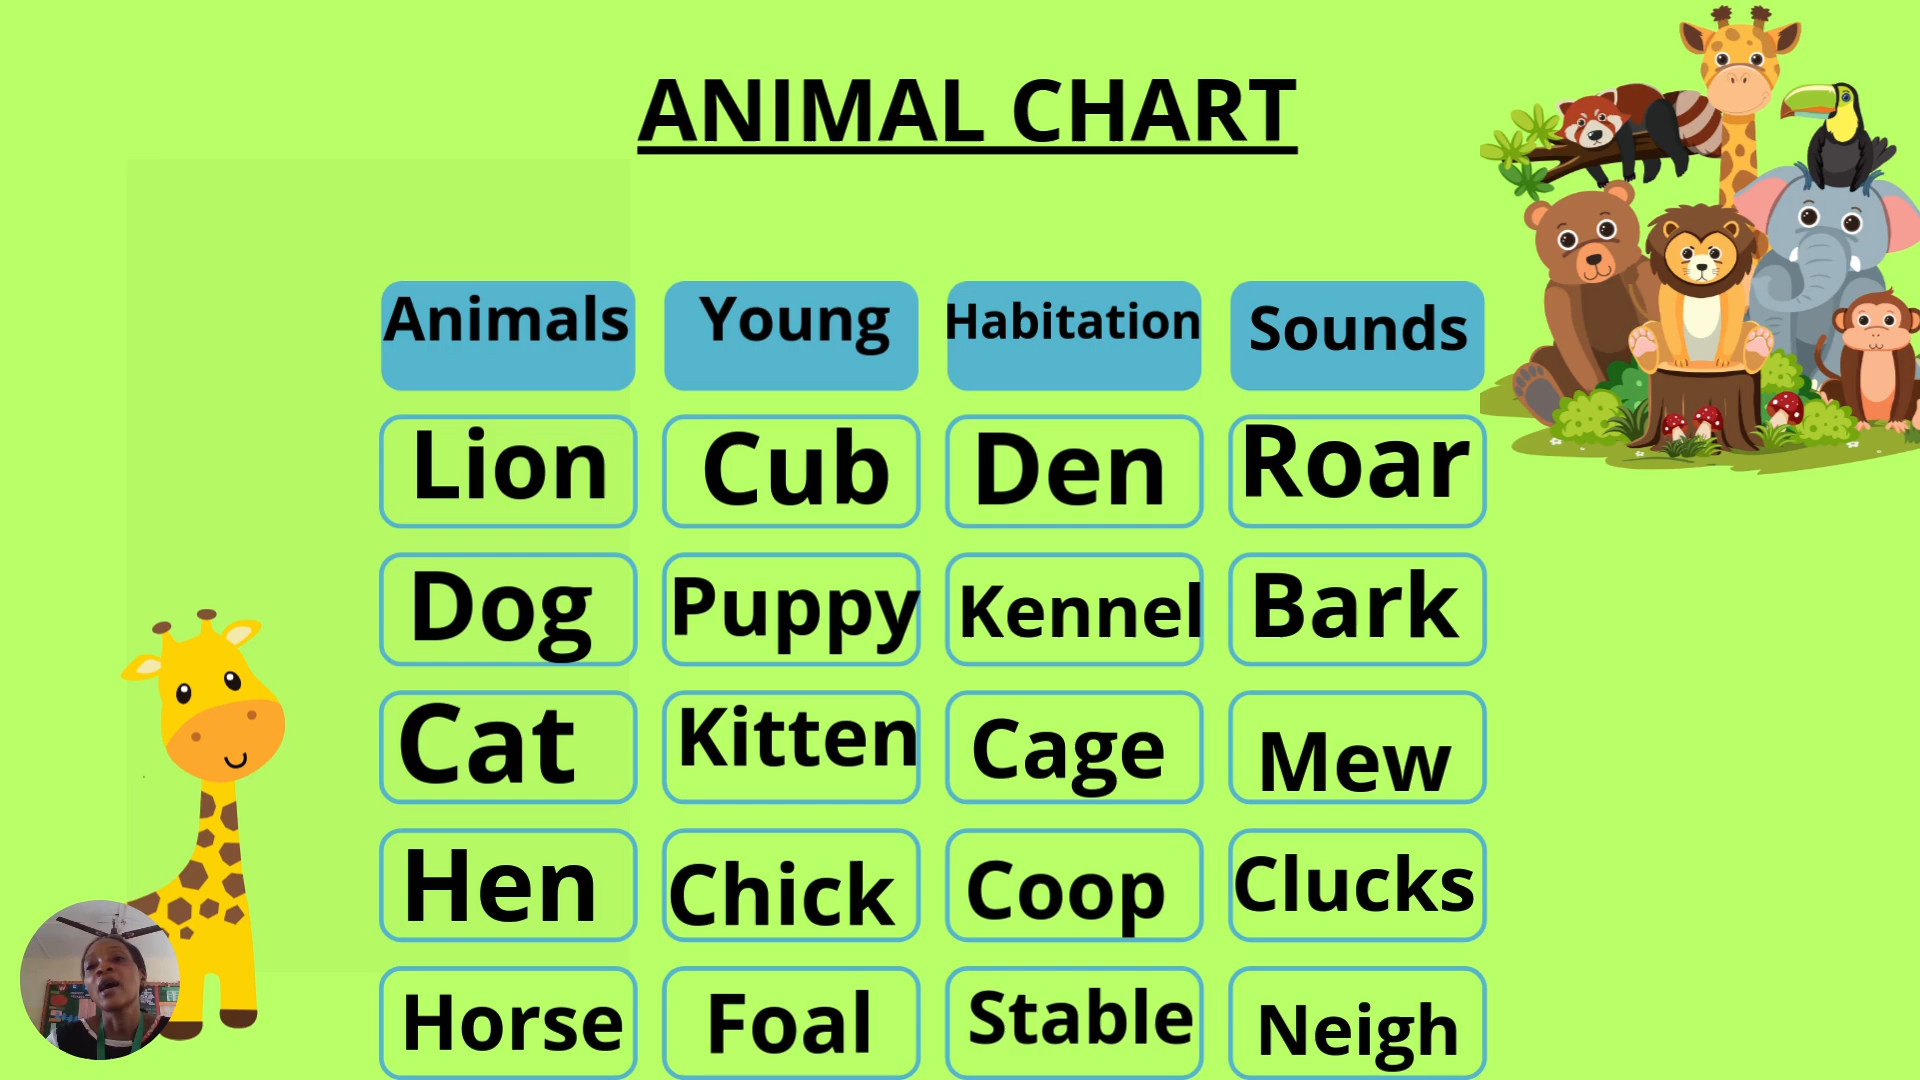 ANIMAL CHART
Animals Young Habitation Sounds
Lion Cub Den Roar
Dog Puppy Kennel Bark
Cat Kitten Cage Mew
Hen Chick Coop Clucks
Horse Foal Stable Neigh